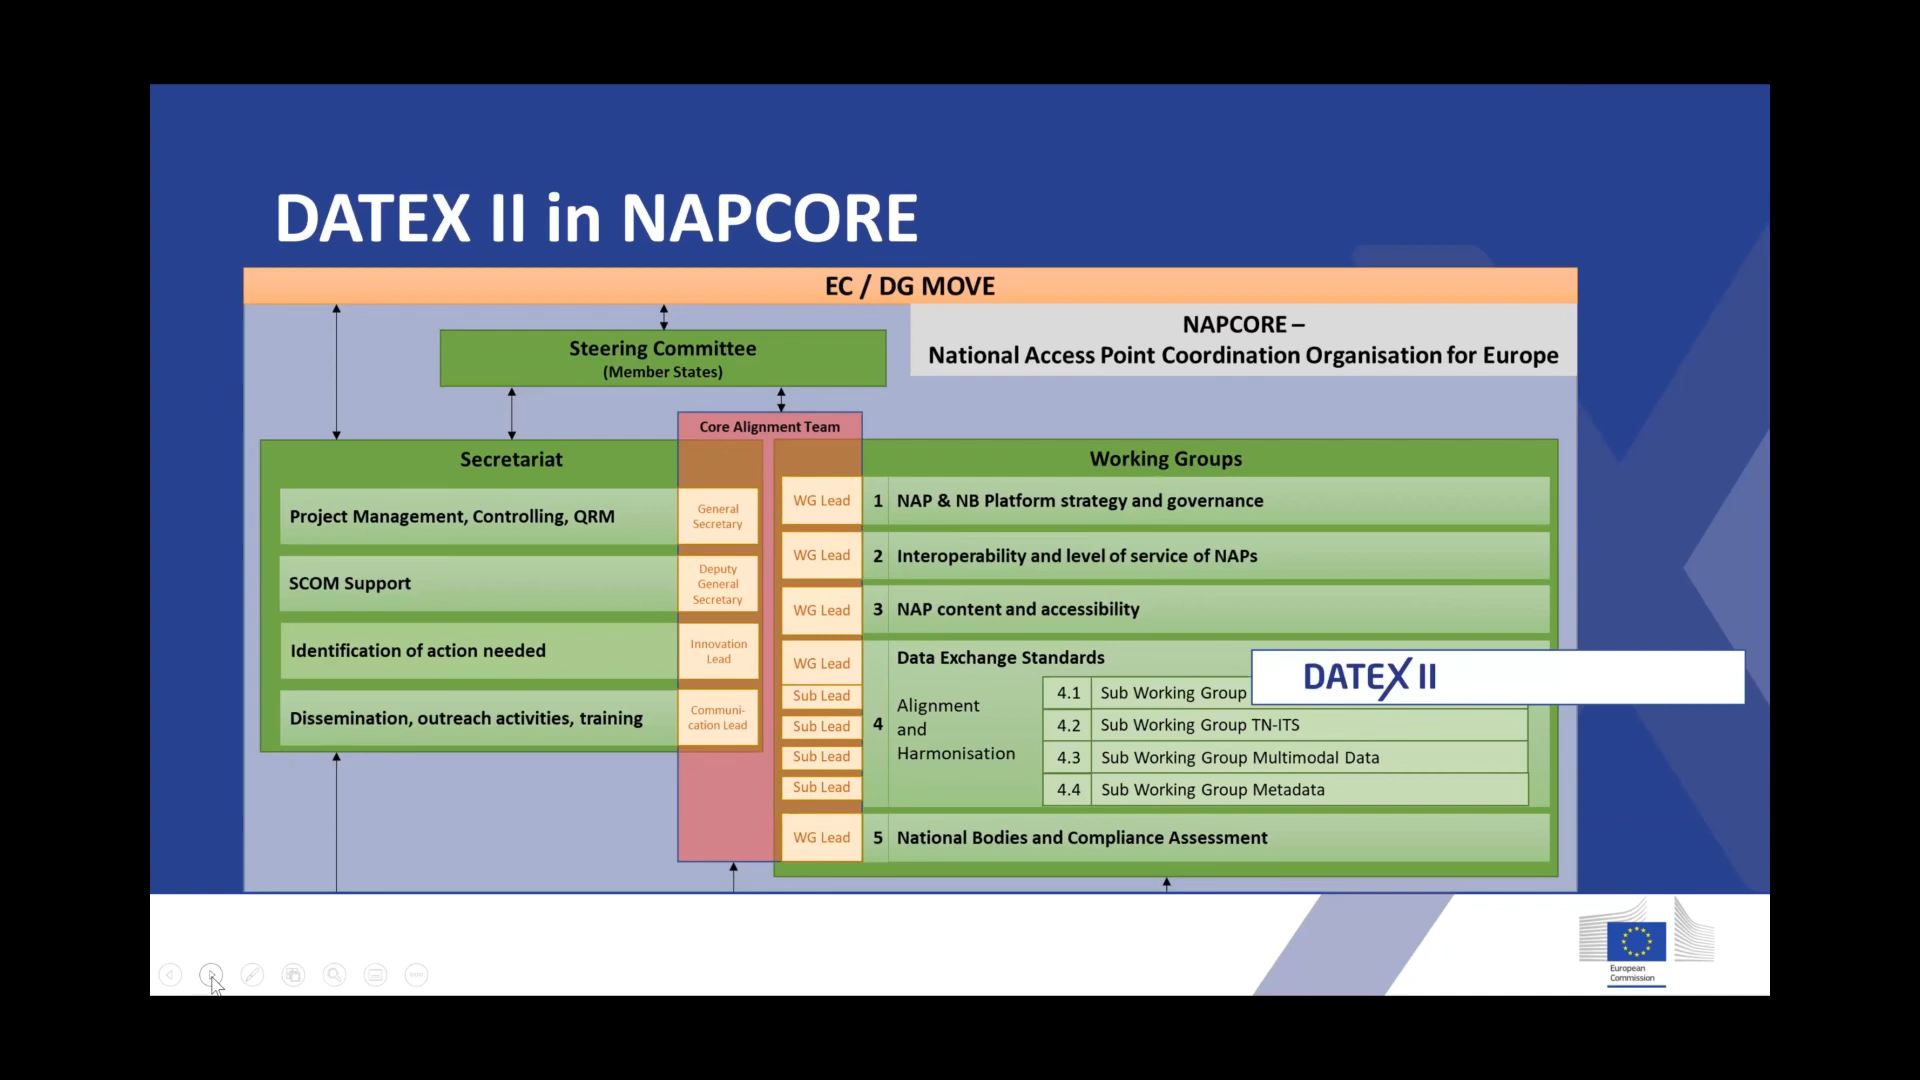 DATEX II in NAPCORE
EC / DG MOVE
NAPCORE –
National Access Point Coordination Organisation for Europe
Steering Committee
(Member States)
Core Alignment Team
Secretariat
Project Management, Controlling, QRM
General
Secretary
SCOM Support
Deputy
General
Secretary
Identification of action needed
Innovation
Lead
Dissemination, outreach activities, training
Communi-
cation Lead
Working Groups
WG Lead
1 NAP & NB Platform strategy and governance
WG Lead
2 Interoperability and level of service of NAPs
WG Lead
3 NAP content and accessibility
WG Lead
Sub Lead
Sub Lead
Sub Lead
Sub Lead
4
Data Exchange Standards
Alignment
and
Harmonisation
4.1 Sub Working Group
DATEX II
4.2 Sub Working Group TN-ITS
4.3 Sub Working Group Multimodal Data
4.4 Sub Working Group Metadata
WG Lead
5 National Bodies and Compliance Assessment
European
Commission